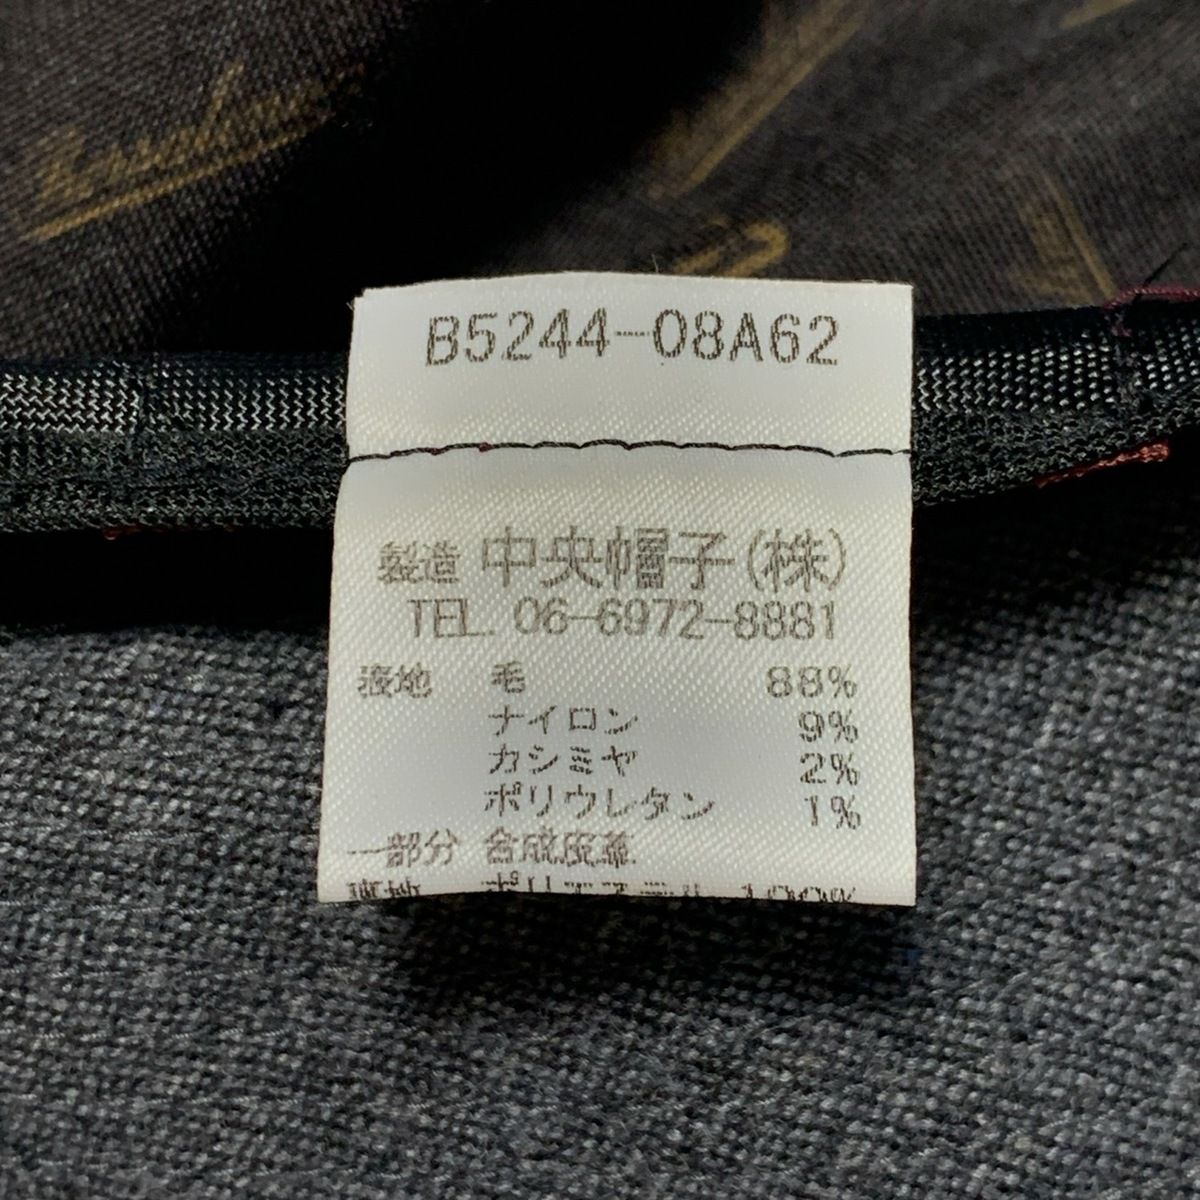 B5244-08A62
製造 中央帽子(株)
TEL. 06-6972-8881
表地 毛 88%
ナイロン 9%
カシミヤ 2%
ポリウレタン 1%
一部分 合成皮革